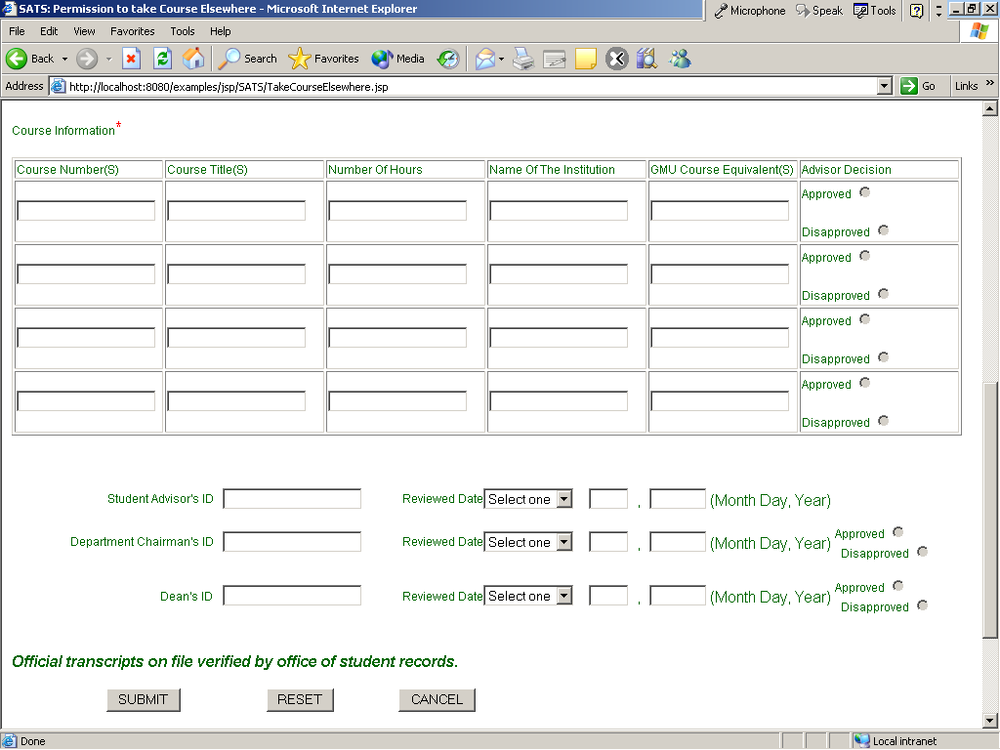 SATS: Permission to take Course Elsewhere - Microsoft Internet Explorer
Microphone Speak Tools
File Edit View Favorites Tools Help
Back Search Favorites Media
Address http://localhost:8080/examples/jsp/SATS/TakeCourseElsewhere.jsp Go Links »
Course Information*
Course Number(S) Course Title(S) Number Of Hours Name Of The Institution GMU Course Equivalent(S) Advisor Decision
Approved
Disapproved
Approved
Disapproved
Approved
Disapproved
Approved
Disapproved
Student Advisor's ID Reviewed Date Select one , (Month Day, Year)
Department Chairman's ID Reviewed Date Select one , (Month Day, Year) Approved
Disapproved
Dean's ID Reviewed Date Select one , (Month Day, Year) Approved
Disapproved
Official transcripts on file verified by office of student records.
SUBMIT RESET CANCEL
Done Local intranet